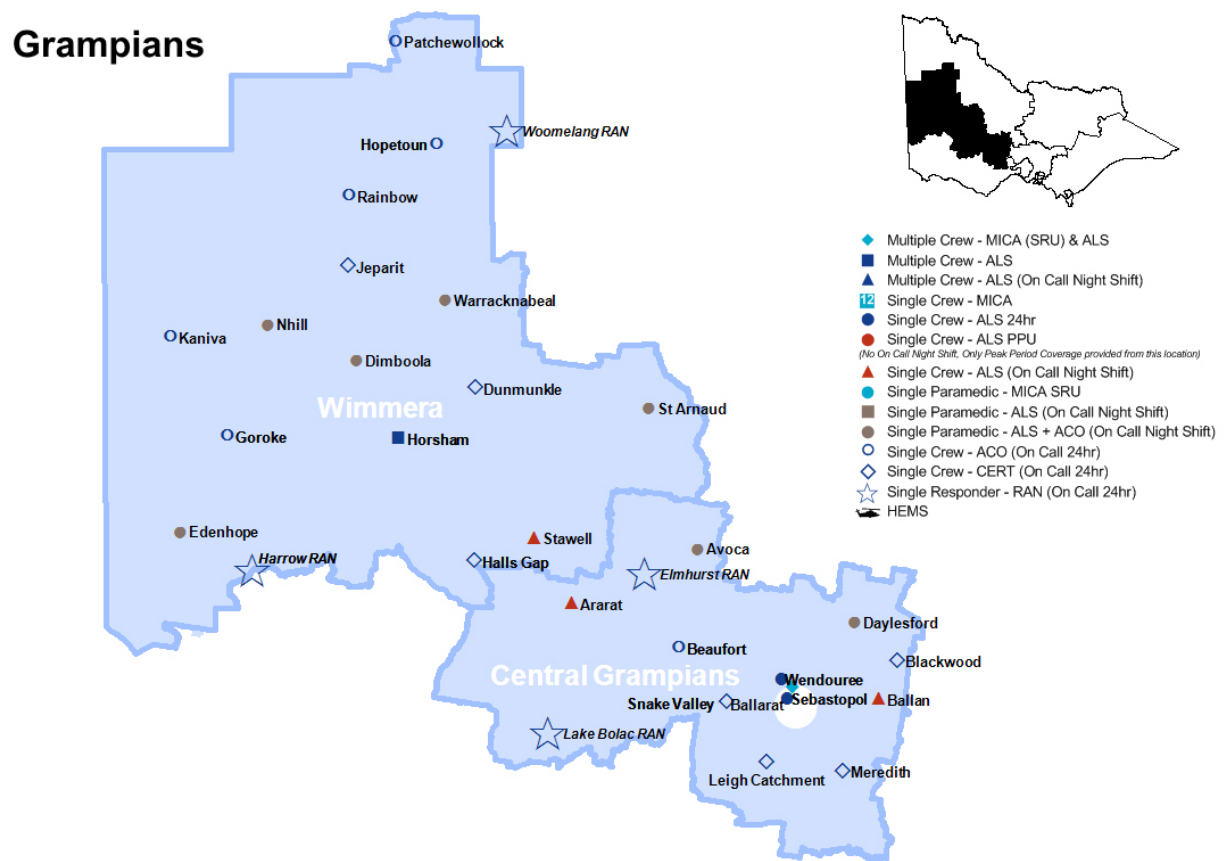 Grampians
Patchewollock
Woomelang RAN
Hopetoun
Rainbow
Jeparit
Warracknabeal
Nhill
Kaniva
Dimboola
Dunmunkle
Wimmera
St Arnaud
Goroke
Horsham
Edenhope
Harrow RAN
Stawell
Halls Gap
Avoca
Elmhurst RAN
Ararat
Daylesford
Beaufort
Blackwood
Central Grampians
Wendouree
Snake Valley
Ballarat
Sebastopol
Ballan
Lake Bolac RAN
Leigh Catchment
Meredith
Multiple Crew - MICA (SRU) & ALS
Multiple Crew - ALS
Multiple Crew - ALS (On Call Night Shift)
12 Single Crew - MICA
Single Crew - ALS 24hr
Single Crew - ALS PPU
(No On Call Night Shift, Only Peak Period Coverage provided from this location)
Single Crew - ALS (On Call Night Shift)
Single Paramedic - MICA SRU
Single Paramedic - ALS (On Call Night Shift)
Single Paramedic - ALS + ACO (On Call Night Shift)
Single Crew - ACO (On Call 24hr)
Single Crew - CERT (On Call 24hr)
Single Responder - RAN (On Call 24hr)
HEMS